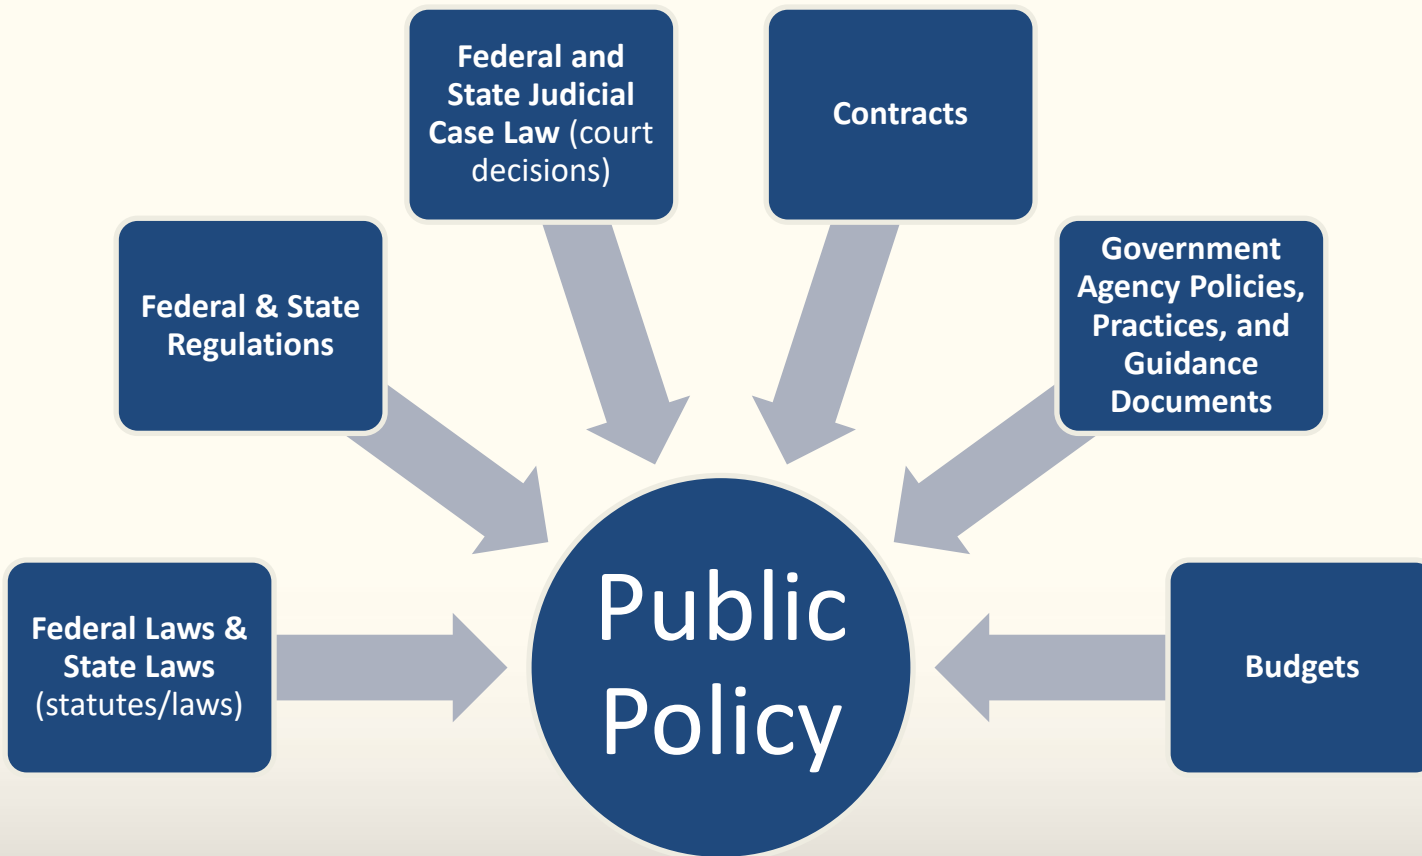 Federal and
State Judicial
Case Law (court
decisions)
Contracts
Federal & State
Regulations
Government
Agency Policies,
Practices, and
Guidance
Documents
Federal Laws &
State Laws
(statutes/laws)
Public
Policy
Budgets